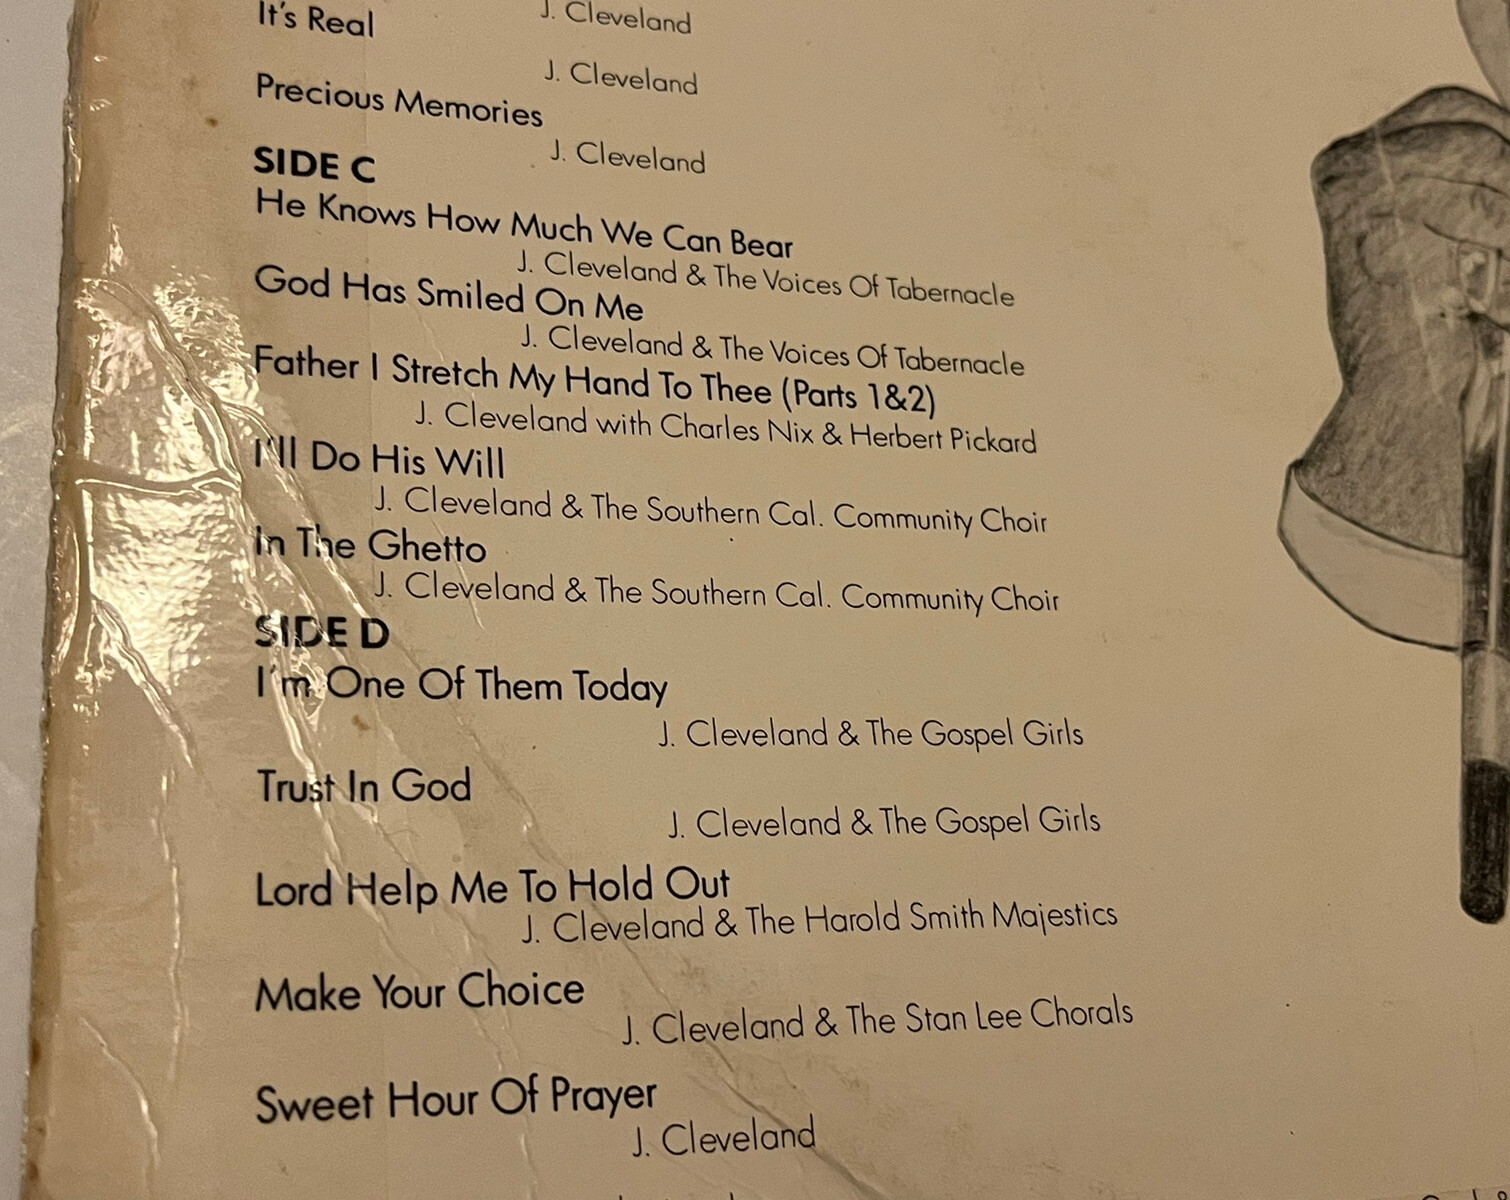 J. Cleveland
It's Real
J. Cleveland
Precious Memories
J. Cleveland
SIDE C
He Knows How Much We Can Bear
J. Cleveland & The Voices Of Tabernacle
God Has Smiled On Me
J. Cleveland & The Voices Of Tabernacle
Father I Stretch My Hand To Thee (Parts 1&2)
J. Cleveland with Charles Nix & Herbert Pickard
I'll Do His Will
J. Cleveland & The Southern Cal. Community Choir
In The Ghetto
J. Cleveland & The Southern Cal. Community Choir
SIDE D
I'm One Of Them Today
J. Cleveland & The Gospel Girls
Trust In God
J. Cleveland & The Gospel Girls
Lord Help Me To Hold Out
J. Cleveland & The Harold Smith Majestics
Make Your Choice
J. Cleveland & The Stan Lee Chorals
Sweet Hour Of Prayer
J. Cleveland